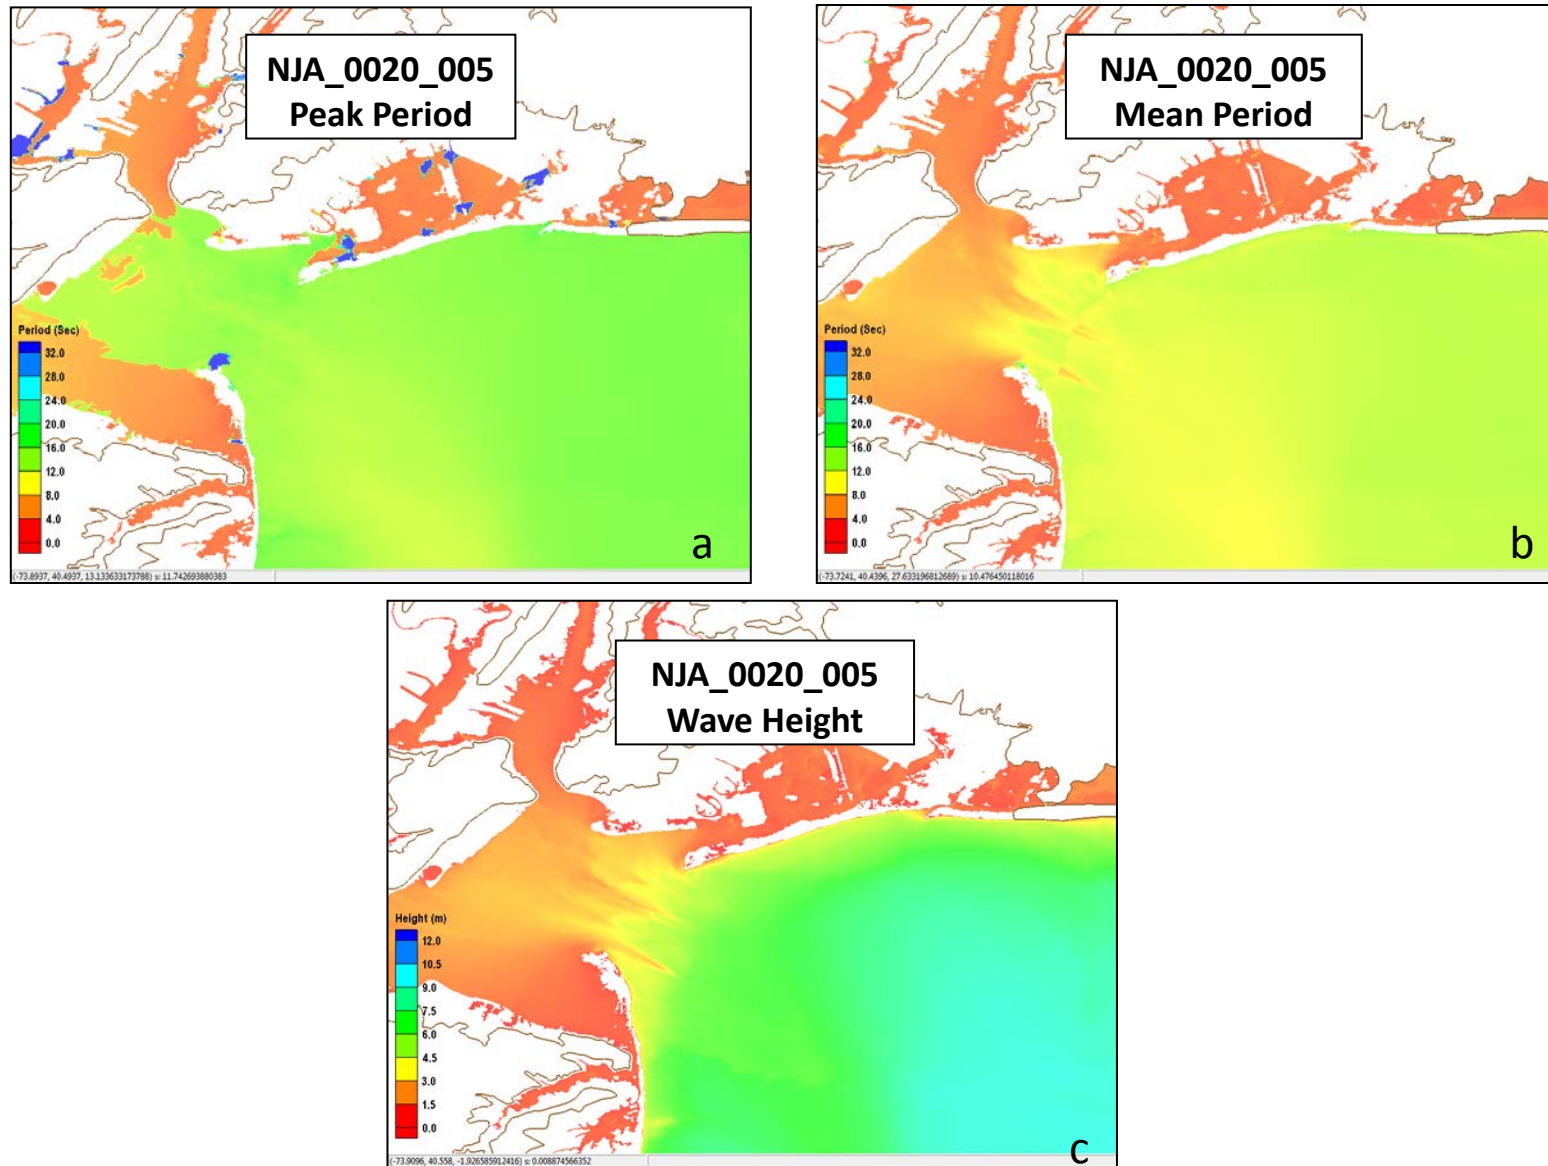 NJA_0020_005
Peak Period
Period (Sec)
32.0
28.0
24.0
20.0
16.0
12.0
8.0
4.0
0.0
a
(-73.8937, 40.4937, 13.133633173788) s: 11.742693880383
NJA_0020_005
Mean Period
Period (Sec)
32.0
28.0
24.0
20.0
16.0
12.0
8.0
4.0
0.0
b
(-73.7241, 40.4396, 27.633196812689) s: 10.476450118016
NJA_0020_005
Wave Height
Height (m)
12.0
10.5
9.0
7.5
6.0
4.5
3.0
1.5
0.0
c
(-73.9096, 40.558, -1.926585912416) s: 0.008874566352